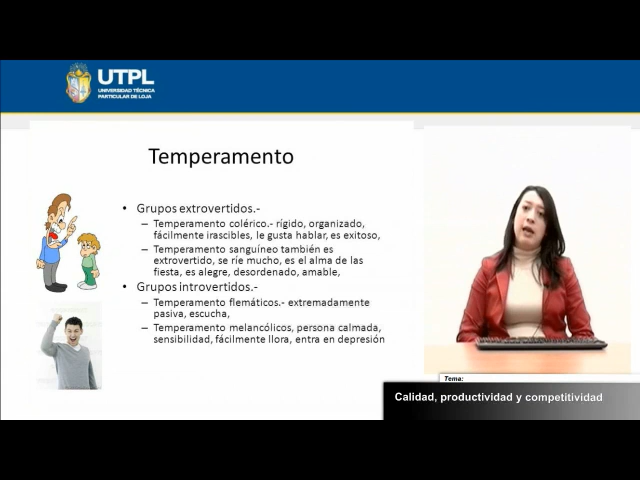 UTPL
UNIVERSIDAD TÉCNICA
PARTICULAR DE LOJA
Temperamento
• Grupos extrovertidos.-
– Temperamento colérico.- rígido, organizado,
fácilmente irascibles, le gusta hablar, es exitoso,
– Temperamento sanguíneo también es
extrovertido, se ríe mucho, es el alma de las
fiesta, es alegre, desordenado, amable,
• Grupos introvertidos.-
– Temperamento flemáticos.- extremadamente
pasiva, escucha,
– Temperamento melancólicos, persona calmada,
sensibilidad, fácilmente llora, entra en depresión
Tema:
Calidad, productividad y competitividad